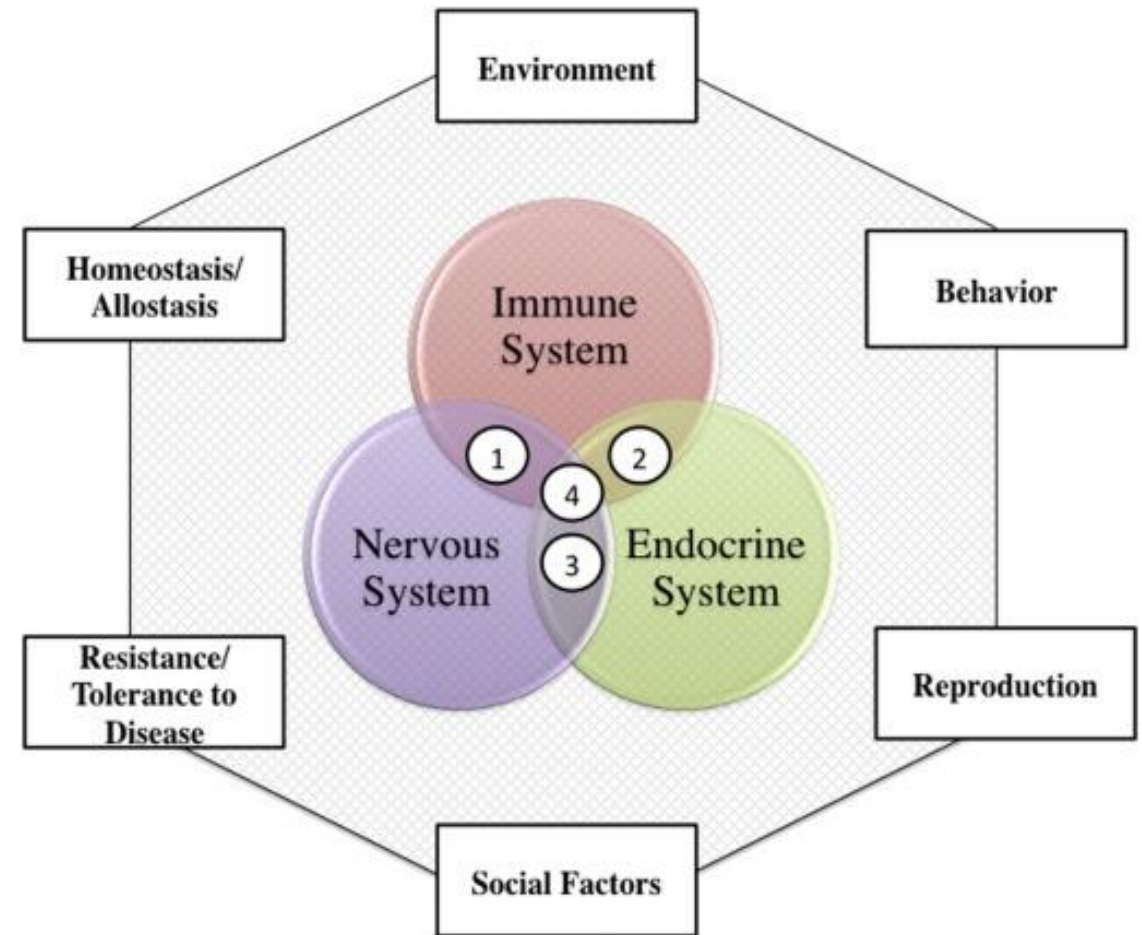 Environment
Homeostasis/
Allostasis
Behavior
Immune
System
1
2
4
3
Nervous
System
Endocrine
System
Resistance/
Tolerance to
Disease
Reproduction
Social Factors